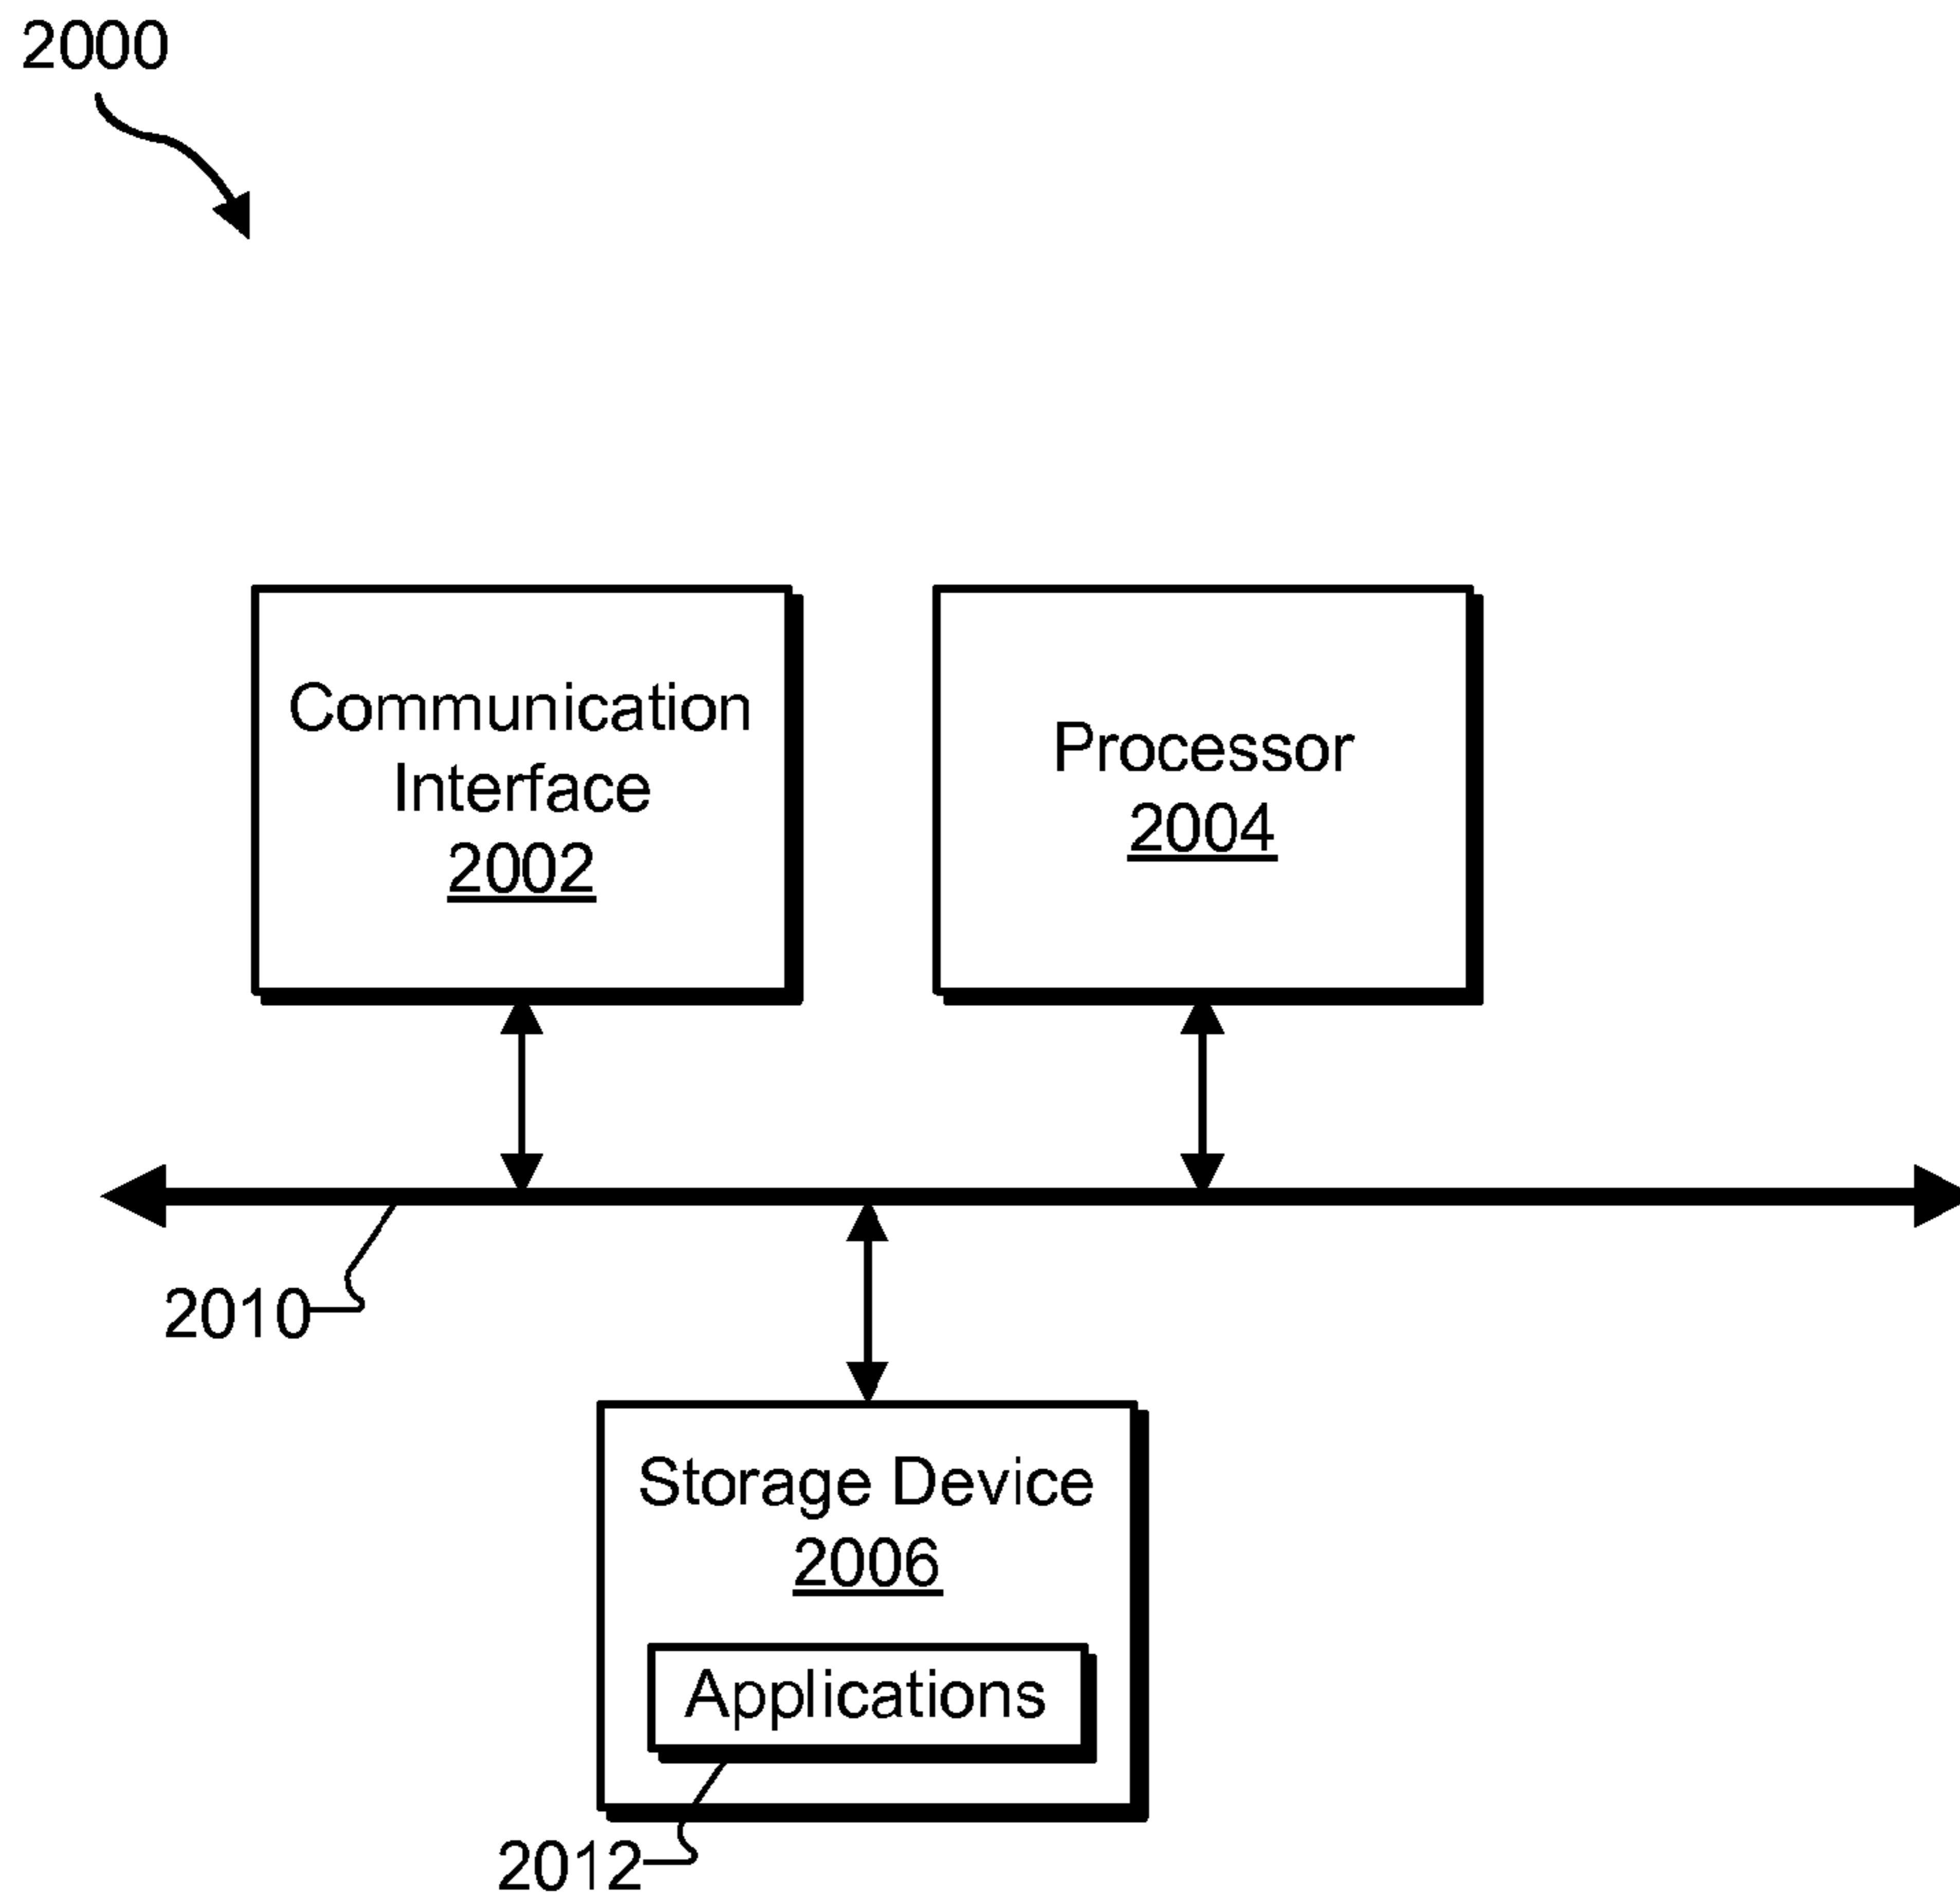 2000
Communication
Interface
2002
Processor
2004
2010
Storage Device
2006
Applications
2012